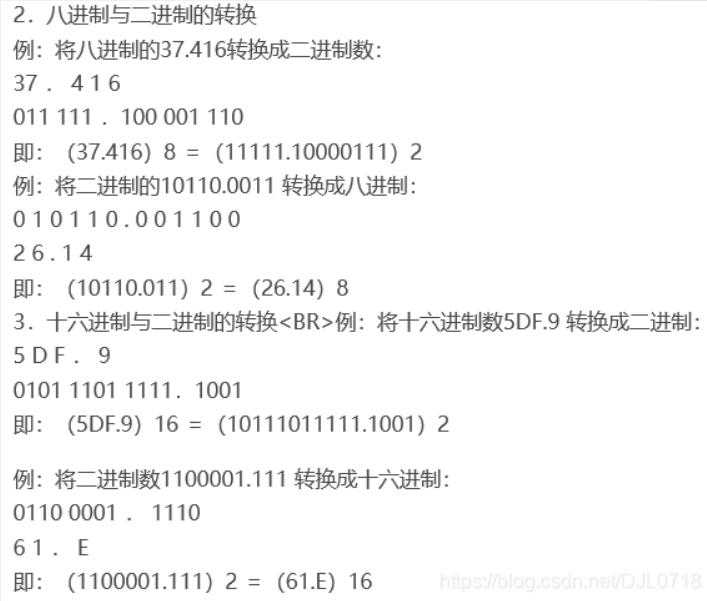 2．八进制与二进制的转换
例：将八进制的37.416转换成二进制数：
37 ． 4 1 6
011 111 ．100 001 110
即：（37.416）8 ＝（11111.10000111）2
例：将二进制的10110.0011 转换成八进制：
0 1 0 1 1 0 . 0 0 1 1 0 0
2 6 . 1 4
即：（10110.011）2 ＝（26.14）8
3．十六进制与二进制的转换<BR>例：将十六进制数5DF.9 转换成二进制：
5 D F ． 9
0101 1101 1111．1001
即：（5DF.9）16 ＝（10111011111.1001）2
例：将二进制数1100001.111 转换成十六进制：
0110 0001 ． 1110
6 1 ． E
即：（1100001.111）2 ＝（61.E）16
https://blog.csdn.net/DJL0718